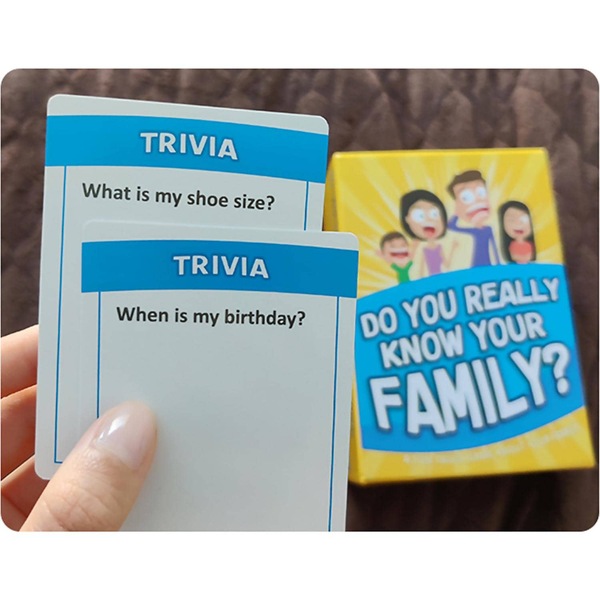 TRIVIA
What is my shoe size?
TRIVIA
When is my birthday?
DO YOU REALLY
KNOW YOUR
FAMILY?